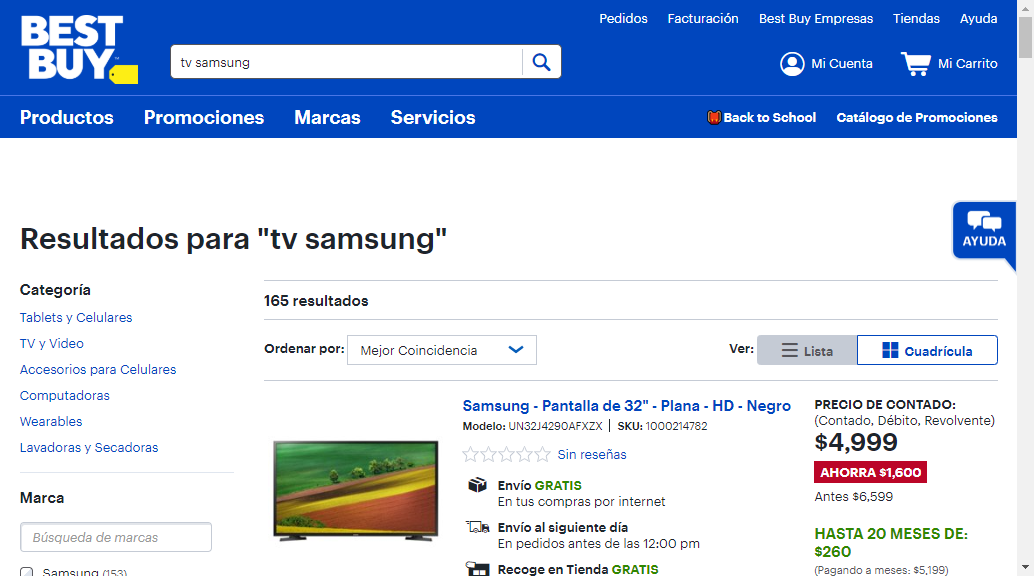 BEST
BUY
Pedidos
Facturación
Best Buy Empresas
Tiendas
Ayuda
tv samsung
Mi Cuenta
Mi Carrito
Productos
Promociones
Marcas
Servicios
Back to School
Catálogo de Promociones
AYUDA
Resultados para "tv samsung"
Categoría
Tablets y Celulares
TV y Video
Accesorios para Celulares
Computadoras
Wearables
Lavadoras y Secadoras
Marca
Búsqueda de marcas
Samsung (153)
165 resultados
Ordenar por:
Mejor Coincidencia
Ver:
Lista
Cuadrícula
Samsung - Pantalla de 32" - Plana - HD - Negro
Modelo: UN32J4290AFXZX | SKU: 1000214782
Sin reseñas
Envío GRATIS
En tus compras por internet
Envío al siguiente día
En pedidos antes de las 12:00 pm
Recoge en Tienda GRATIS
PRECIO DE CONTADO:
(Contado, Débito, Revolvente)
$4,999
AHORRA $1,600
Antes $6,599
HASTA 20 MESES DE:
$260
(Pagando a meses: $5,199)